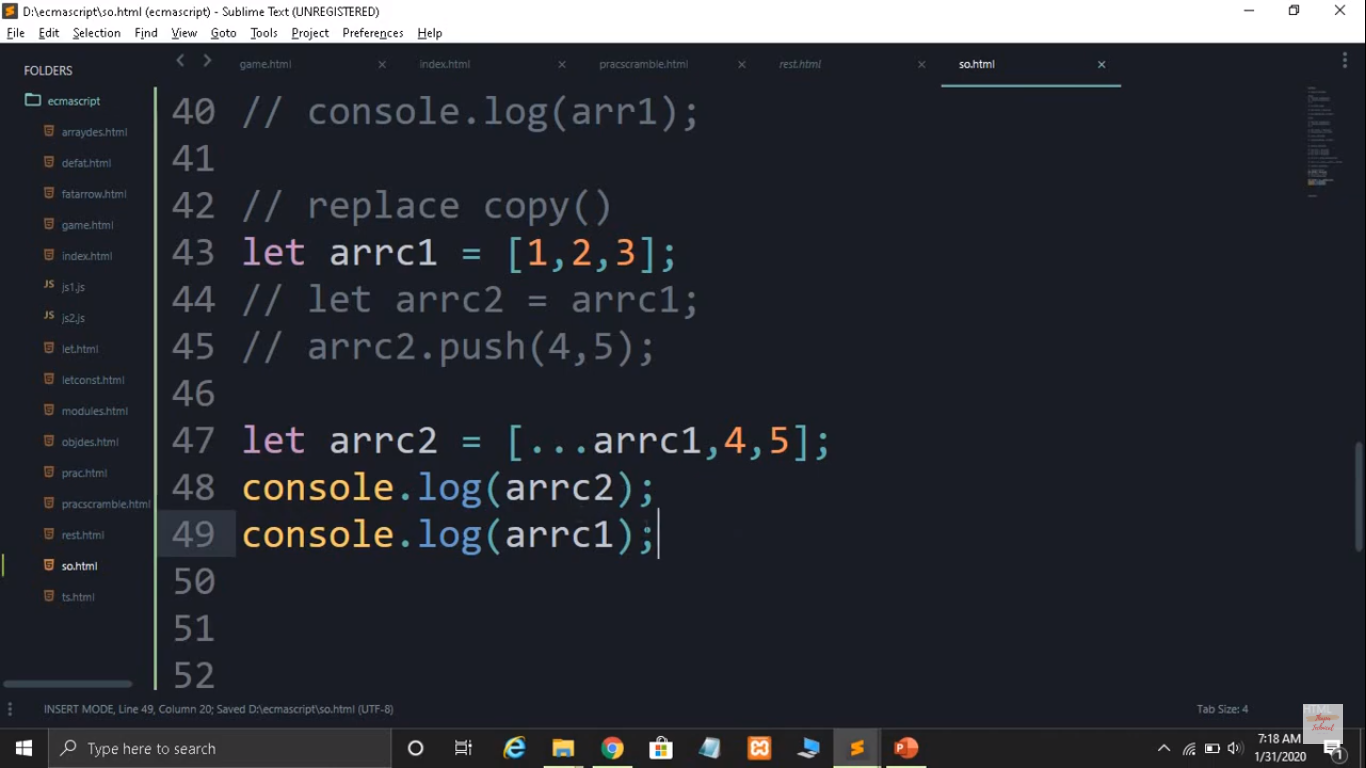 D:\ecmascript\so.html (ecmascript) - Sublime Text (UNREGISTERED)
File Edit Selection Find View Goto Tools Project Preferences Help
FOLDERS
ecmascript
arraydes.html
defat.html
fatarrow.html
game.html
index.html
js1.js
js2.js
let.html
letconst.html
modules.html
objdes.html
prac.html
pracscramble.html
rest.html
so.html
ts.html
game.html index.html pracscramble.html rest.html so.html
40 // console.log(arr1);
41
42 // replace copy()
43 let arrc1 = [1,2,3];
44 // let arrc2 = arrc1;
45 // arrc2.push(4,5);
46
47 let arrc2 = [...arrc1,4,5];
48 console.log(arrc2);
49 console.log(arrc1);
50
51
52
INSERT MODE, Line 49, Column 20; Saved D:\ecmascript\so.html (UTF-8) Tab Size: 4
HTML
Type here to search
7:18 AM
1/31/2020
1